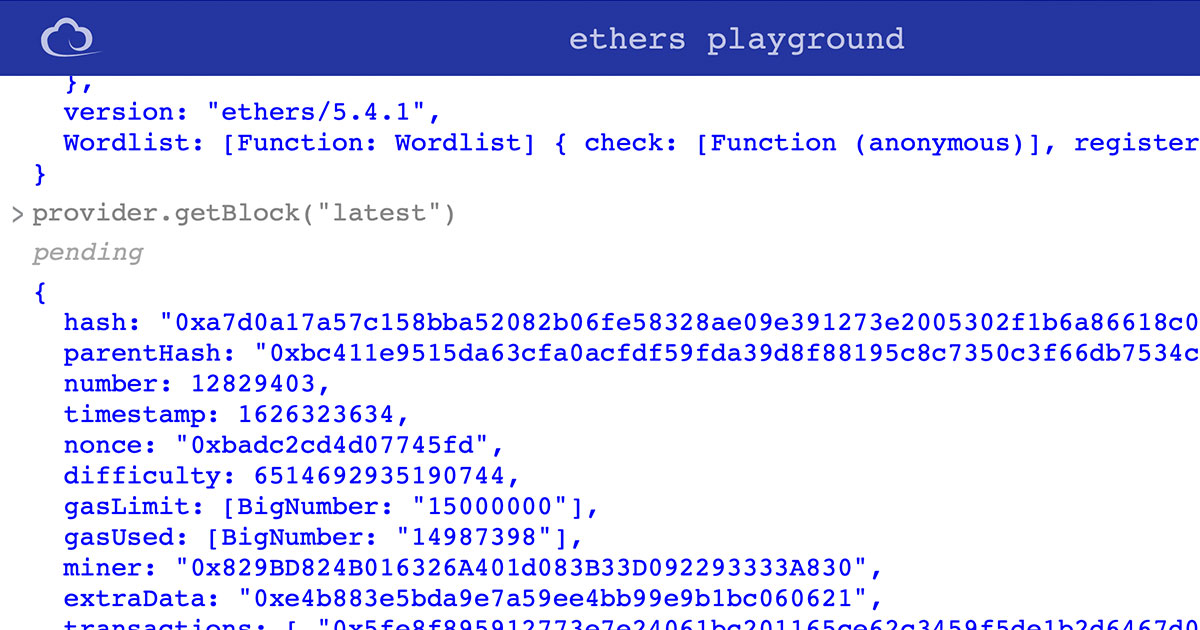 ethers playground
},
version: "ethers/5.4.1",
Wordlist: [Function: Wordlist] { check: [Function (anonymous)], register
}
> provider.getBlock("latest")
pending
{
hash: "0xa7d0a17a57c158bba52082b06fe58328ae09e391273e2005302f1b6a86618c0
parentHash: "0xbc411e9515da63cfa0acfdf59fda39d8f88195c8c7350c3f66db7534c
number: 12829403,
timestamp: 1626323634,
nonce: "0xbadc2cd4d07745fd",
difficulty: 6514692935190744,
gasLimit: [BigNumber: "15000000"],
gasUsed: [BigNumber: "14987398"],
miner: "0x829BD824B016326A401d083B33D092293333A830",
extraData: "0xe4b883e5bda9e7a59ee4bb99e9b1bc060621",
transactions: [ "0x5fe8f895912773e7e24061bc201165ce62c3459f5de1b2d6467d0